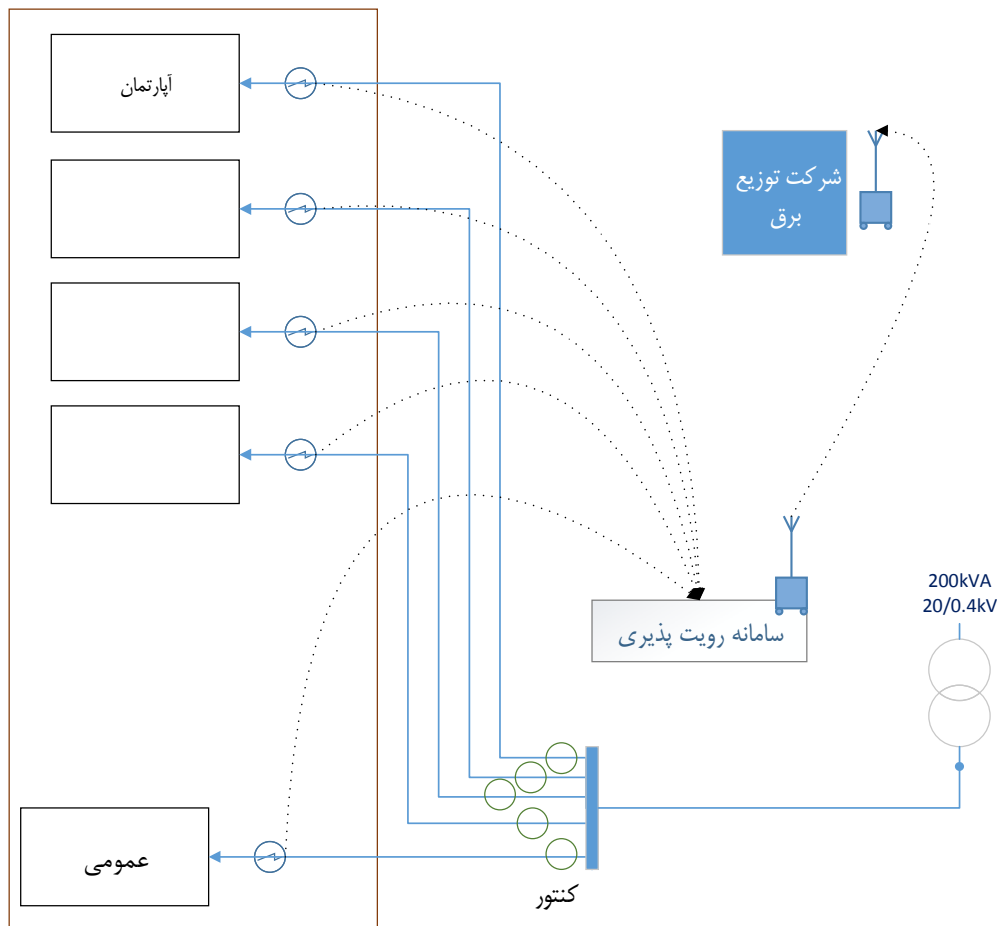 آپارتمان
شرکت توزیع
برق
200kVA
20/0.4kV
سامانه رویت پذیری
عمومی
کنتور